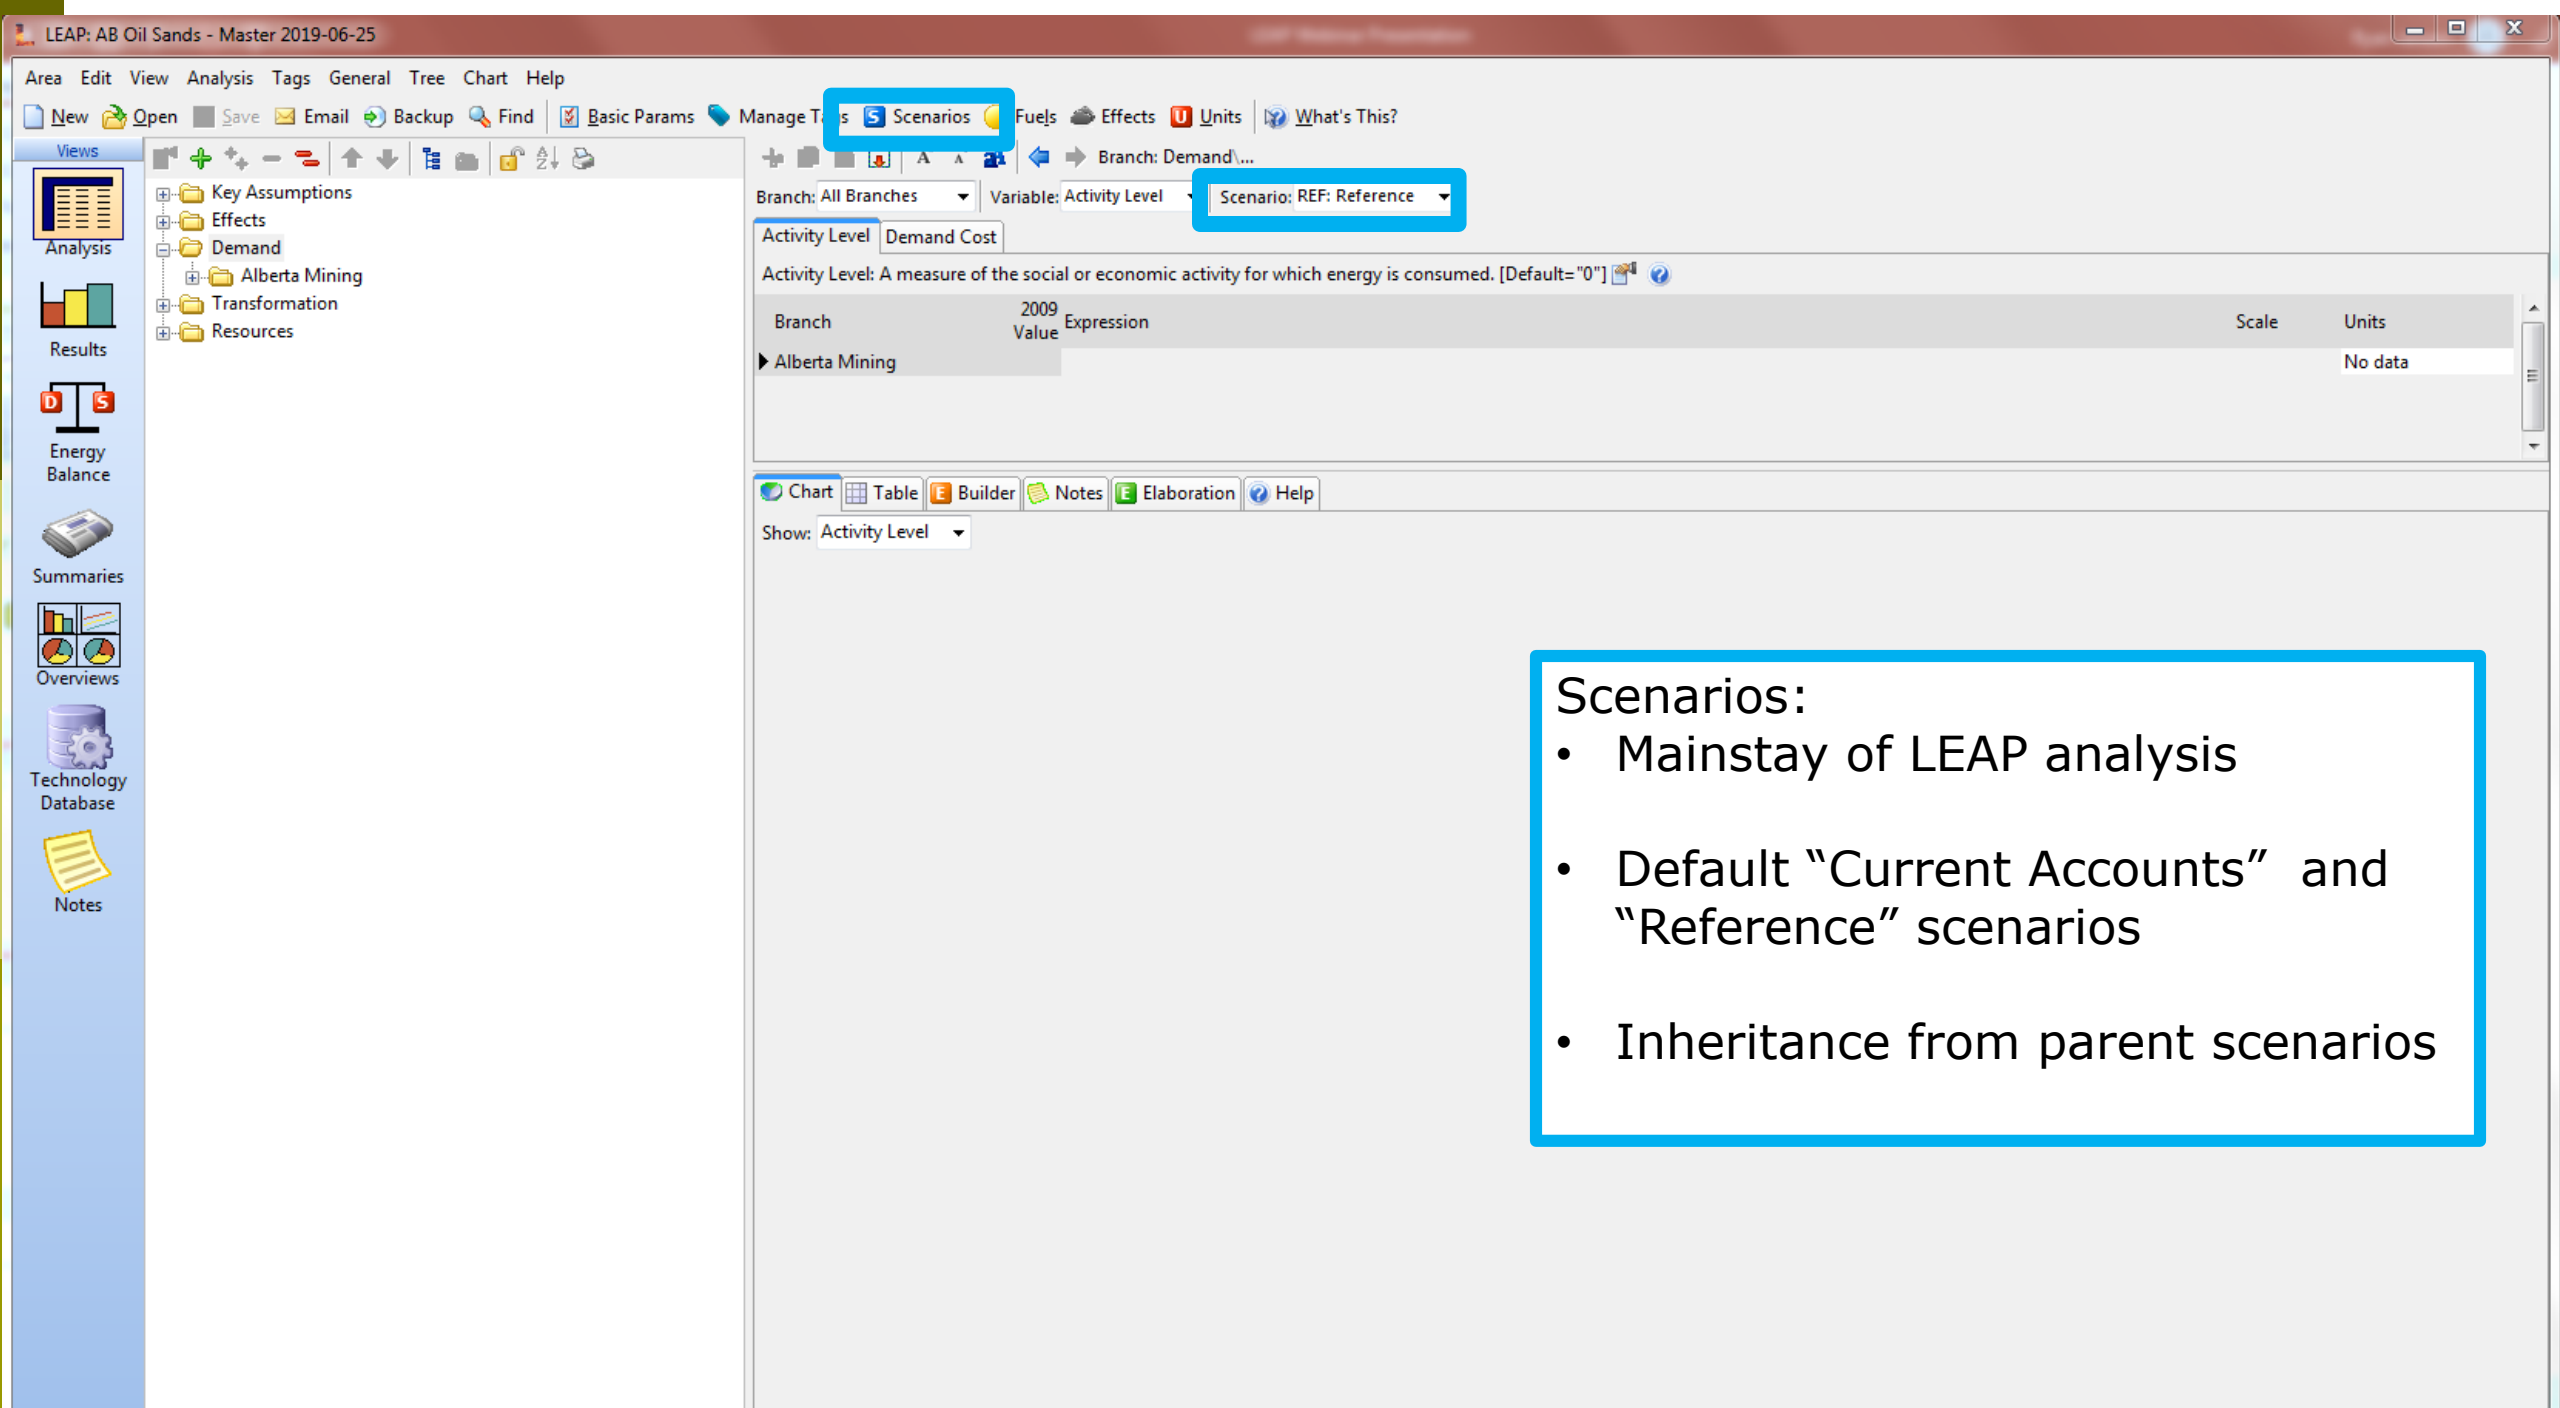 LEAP: AB Oil Sands - Master 2019-06-25
Area Edit View Analysis Tags General Tree Chart Help
New Open Save Email Backup Find Basic Params Manage Scenarios Fuels Effects Units What's This?
Views
Branch: Demand\...
Branch: All Branches Variable: Activity Level Scenario: REF: Reference
Activity Level Demand Cost
Activity Level: A measure of the social or economic activity for which energy is consumed. [Default="0"]
Branch 2009 Value Expression Scale Units
Alberta Mining No data
Key Assumptions
Effects
Demand
Alberta Mining
Transformation
Resources
Analysis
Results
D S
Energy
Balance
Summaries
Overviews
Technology
Database
Notes
Chart Table Builder Notes Elaboration Help
Show: Activity Level
Scenarios:
• Mainstay of LEAP analysis
• Default “Current Accounts” and
“Reference” scenarios
• Inheritance from parent scenarios